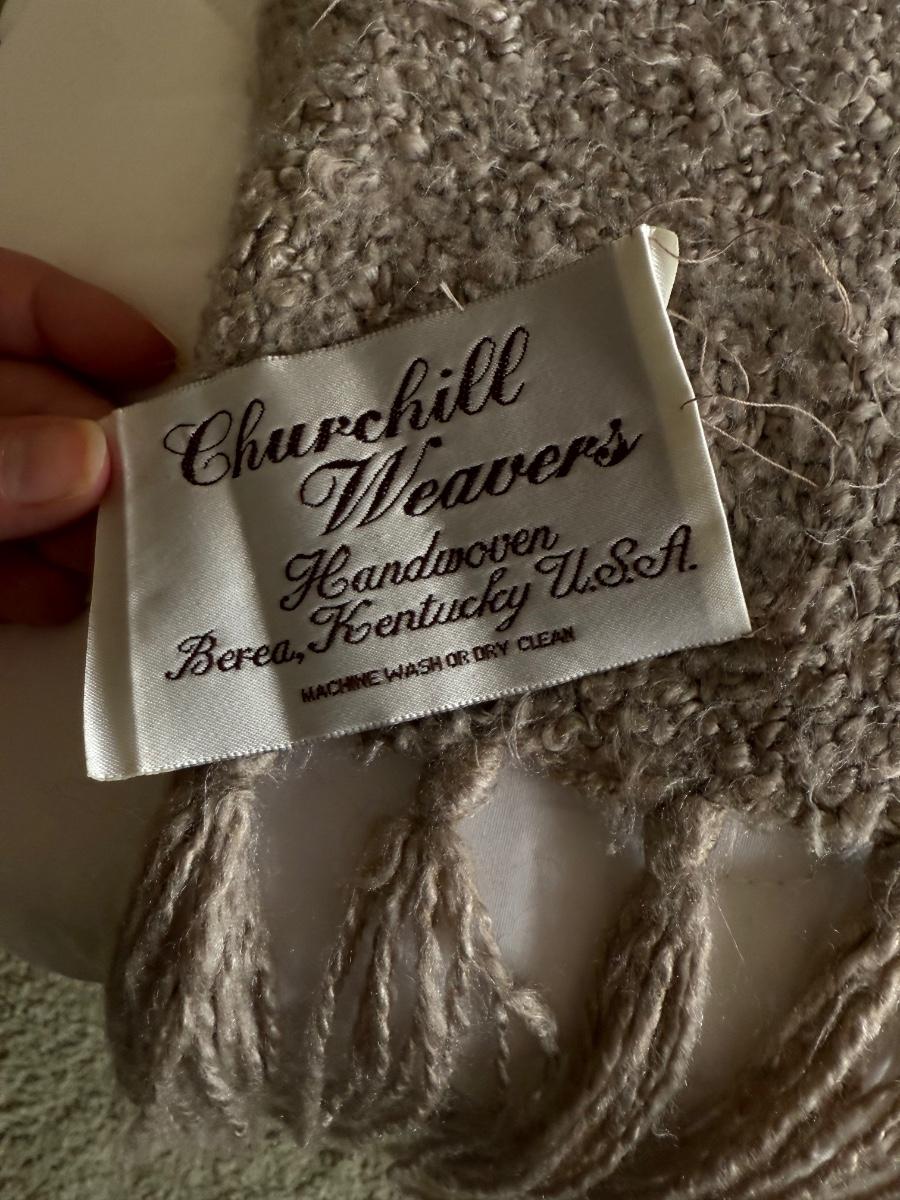 Churchill
Weavers
Handwoven
Berea, Kentucky U.S.A.
MACHINE WASH OR DRY CLEAN